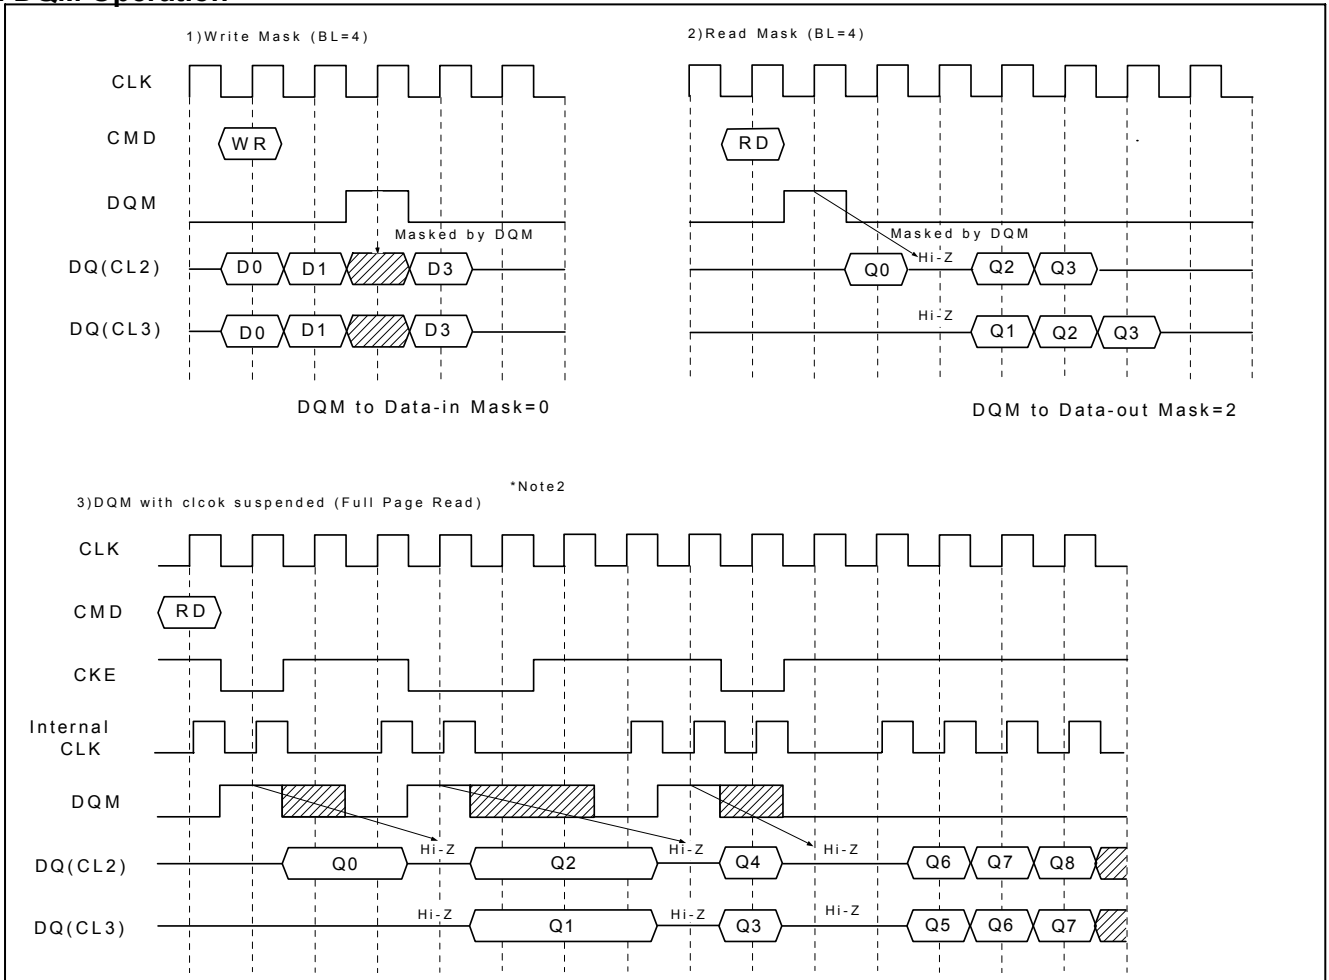 DQM Operation
1)Write Mask (BL=4)
2)Read Mask (BL=4)
CLK
CMD
WR
RD
DQM
Masked by DQM
Masked by DQM
DQ(CL2)
D0 D1 D3
Q0 Hi-Z Q2 Q3
DQ(CL3)
D0 D1 D3
Hi-Z Q1 Q2 Q3
DQM to Data-in Mask=0
DQM to Data-out Mask=2
*Note2
3)DQM with clcok suspended (Full Page Read)
CLK
CMD
RD
CKE
Internal
CLK
DQM
DQ(CL2)
Q0 Hi-Z Q2 Hi-Z Q4 Hi-Z Q6 Q7 Q8
DQ(CL3)
Hi-Z Q1 Hi-Z Q3 Hi-Z Q5 Q6 Q7